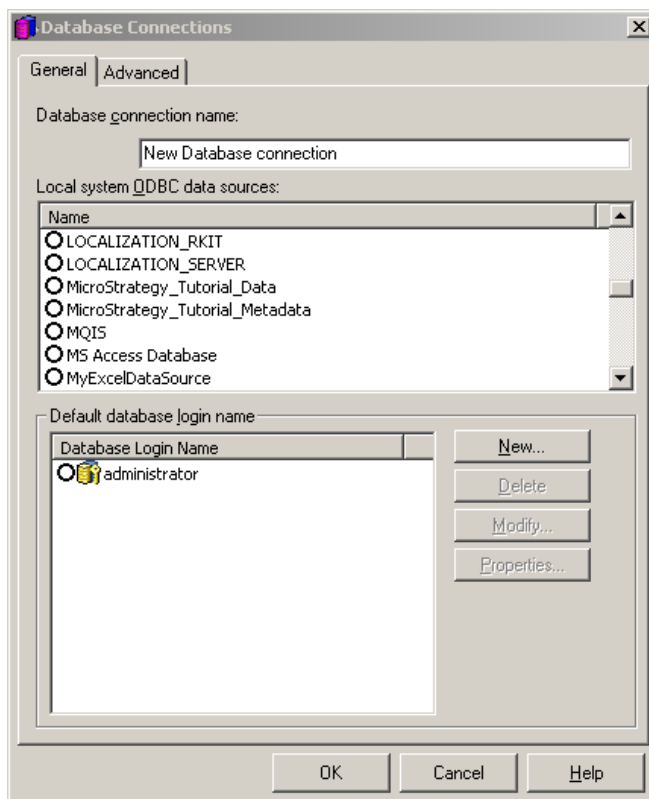 Database Connections
General
Advanced
Database connection name:
New Database connection
Local system ODBC data sources:
Name
LOCALIZATION_RKIT
LOCALIZATION_SERVER
MicroStrategy_Tutorial_Data
MicroStrategy_Tutorial_Metadata
MQIS
MS Access Database
MyExcelDataSource
Default database login name
Database Login Name
administrator
New...
Delete
Modify...
Properties...
OK
Cancel
Help